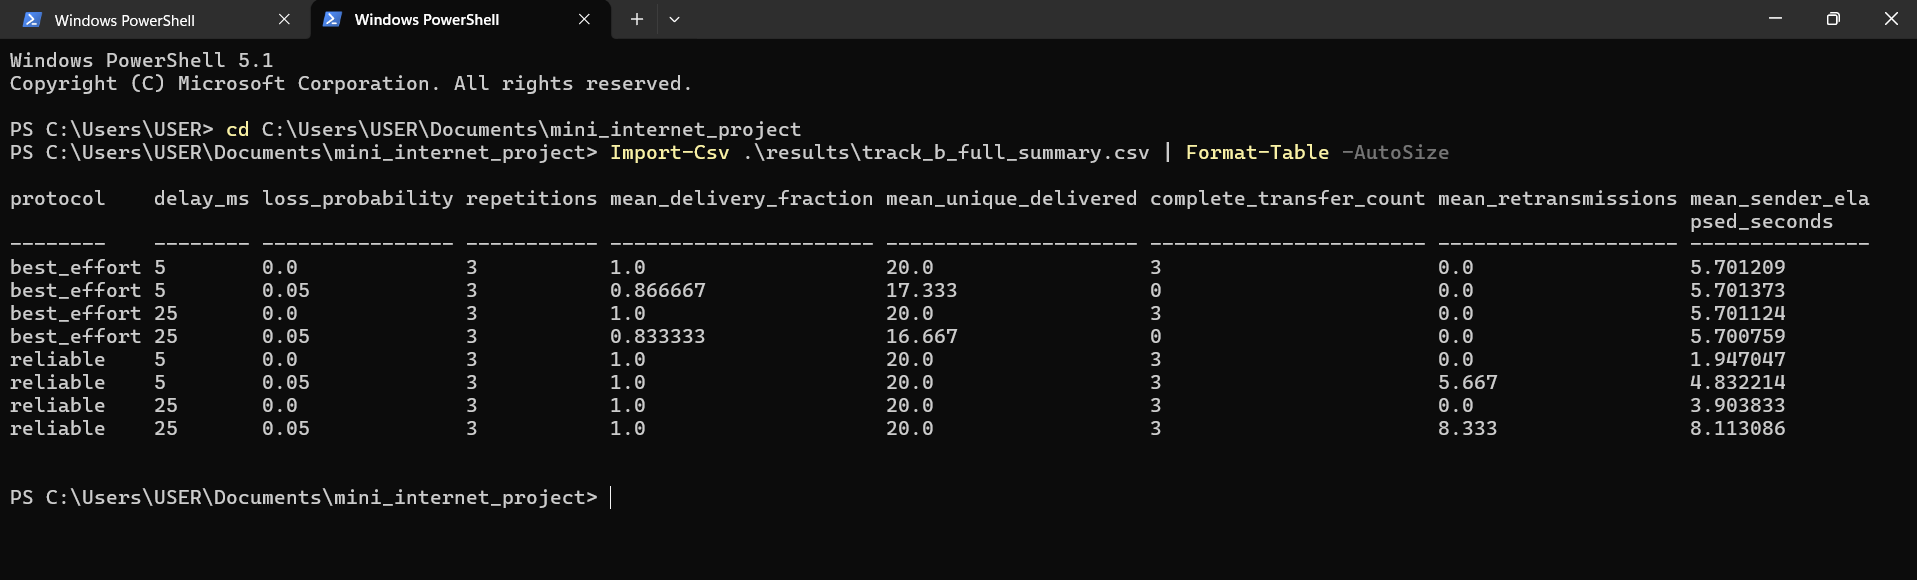 Windows PowerShell
Windows PowerShell
Windows PowerShell 5.1
Copyright (C) Microsoft Corporation. All rights reserved.
PS C:\Users\USER> cd C:\Users\USER\Documents\mini_internet_project
PS C:\Users\USER\Documents\mini_internet_project> Import-Csv .\results\track_b_full_summary.csv | Format-Table -AutoSize
protocol    delay_ms loss_probability repetitions mean_delivery_fraction mean_unique_delivered complete_transfer_count mean_retransmissions mean_sender_ela
psed_seconds
--------    -------- ---------------- ----------- ---------------------- --------------------- ----------------------- -------------------- ---------------
best_effort 5        0.0              3           1.0                    20.0                  3                       0.0                  5.701209
best_effort 5        0.05             3           0.866667               17.333                0                       0.0                  5.701373
best_effort 25       0.0              3           1.0                    20.0                  3                       0.0                  5.701124
best_effort 25       0.05             3           0.833333               16.667                0                       0.0                  5.700759
reliable    5        0.0              3           1.0                    20.0                  3                       0.0                  1.947047
reliable    5        0.05             3           1.0                    20.0                  3                       5.667                4.832214
reliable    25       0.0              3           1.0                    20.0                  3                       0.0                  3.903833
reliable    25       0.05             3           1.0                    20.0                  3                       8.333                8.113086
PS C:\Users\USER\Documents\mini_internet_project>